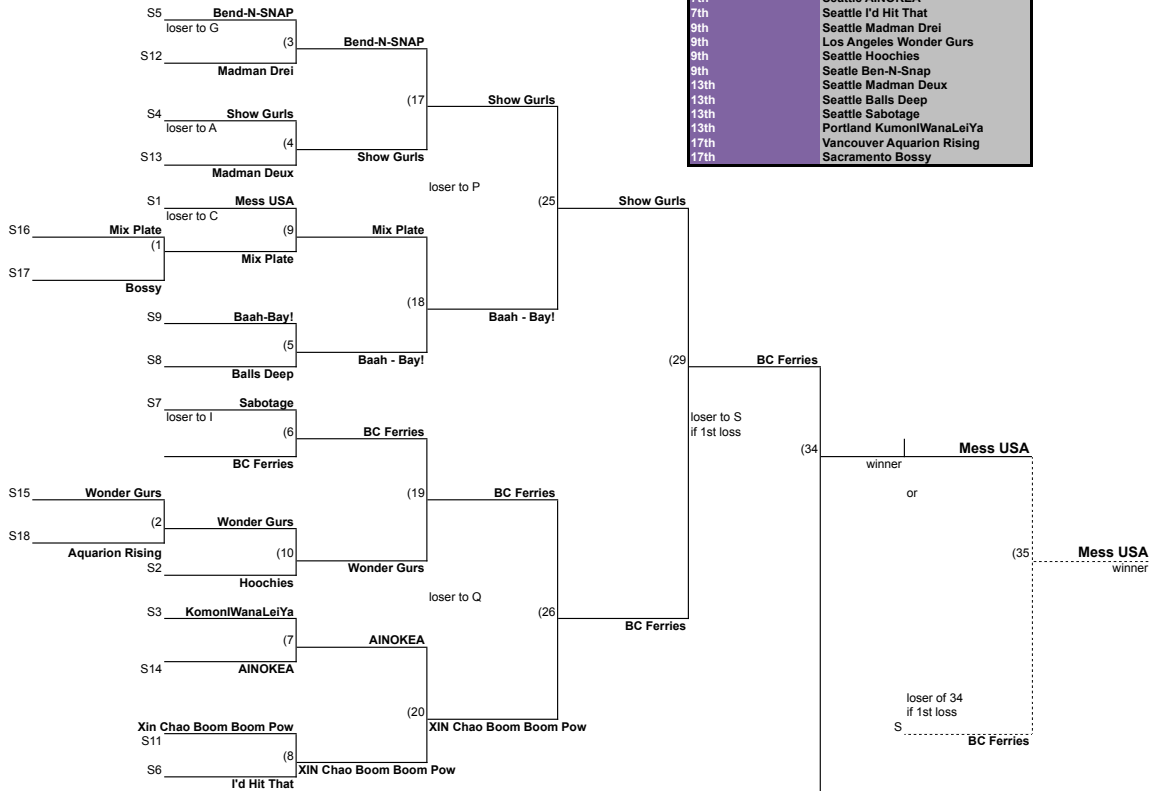 S5 Bend-N-SNAP
7th Seattle I'd Hit That
loser to G
9th Seattle Madman Drei
(3 Bend-N-SNAP
9th Los Angeles Wonder Gurs
S12
9th Seattle Hoochies
Madman Drei
9th Seatle Ben-N-Snap
13th Seattle Madman Deux
(17 Show Gurls
13th Seattle Balls Deep
S4 Show Gurls
13th Seattle Sabotage
loser to A
13th Portland KumonIWanaLeiYa
(4
17th Vancouver Aquarion Rising
S13 Show Gurls
17th Sacramento Bossy
Madman Deux
loser to P
S1 Mess USA
(25 Show Gurls
loser to C
S16 Mix Plate
(9 Mix Plate
(1
Mix Plate
S17
Bossy
(18
S9 Baah-Bay!
Baah - Bay!
(5
S8 Baah - Bay!
(29 BC Ferries
Balls Deep
S7 Sabotage
loser to I
loser to S
if 1st loss
(6 BC Ferries
(34 Mess USA
BC Ferries
winner
S15 Wonder Gurs
(19 BC Ferries
or
(2 Wonder Gurs
S18
Aquarion Rising
(10
(35 Mess USA
S2 Wonder Gurs
winner
Hoochies
loser to Q
S3 KomonIWanaLeiYa
(26
BC Ferries
(7 AINOKEA
S14 AINOKEA
loser of 34
if 1st loss
(20
Xin Chao Boom Boom Pow
XIN Chao Boom Boom Pow
S
S11
BC Ferries
(8
S6 XIN Chao Boom Boom Pow
I'd Hit That